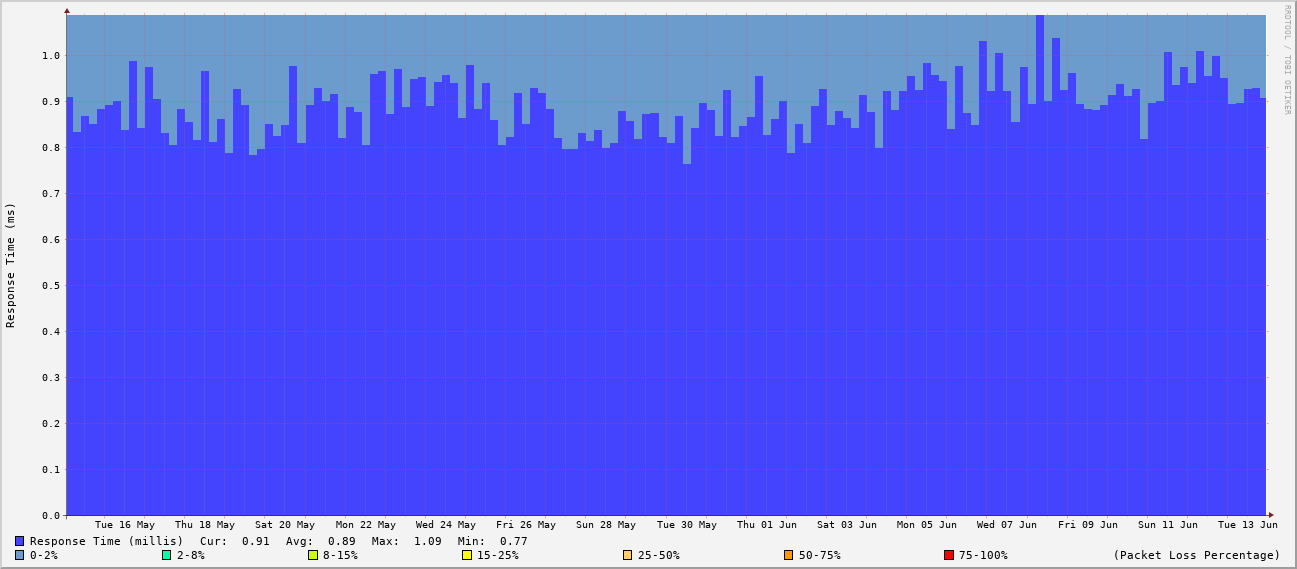 RRDTOOL / TOBI OETIKER
Response Time (ms)
1.0
0.9
0.8
0.7
0.6
0.5
0.4
0.3
0.2
0.1
0.0
Tue 16 May Thu 18 May Sat 20 May Mon 22 May Wed 24 May Fri 26 May Sun 28 May Tue 30 May Thu 01 Jun Sat 03 Jun Mon 05 Jun Wed 07 Jun Fri 09 Jun Sun 11 Jun Tue 13 Jun
Response Time (millis) Cur: 0.91 Avg: 0.89 Max: 1.09 Min: 0.77
0-2% 2-8% 8-15% 15-25% 25-50% 50-75% 75-100% (Packet Loss Percentage)